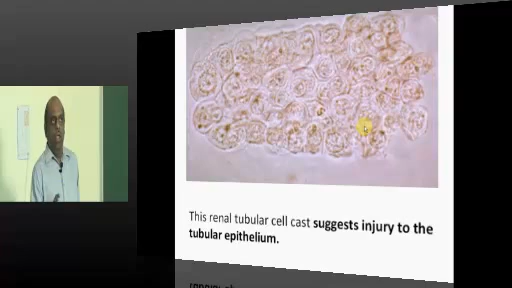 This renal tubular cell cast suggests injury to the
tubular epithelium.